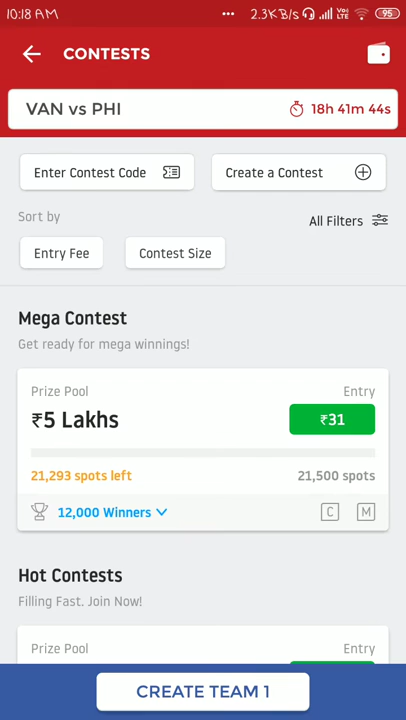 10:18 AM ... 2.3KB/s Vo LTE 95
CONTESTS
VAN vs PHI 18h 41m 44s
Enter Contest Code Create a Contest
Sort by All Filters
Entry Fee Contest Size
Mega Contest
Get ready for mega winnings!
Prize Pool Entry
₹5 Lakhs ₹31
21,293 spots left 21,500 spots
12,000 Winners C M
Hot Contests
Filling Fast. Join Now!
Prize Pool Entry
CREATE TEAM 1